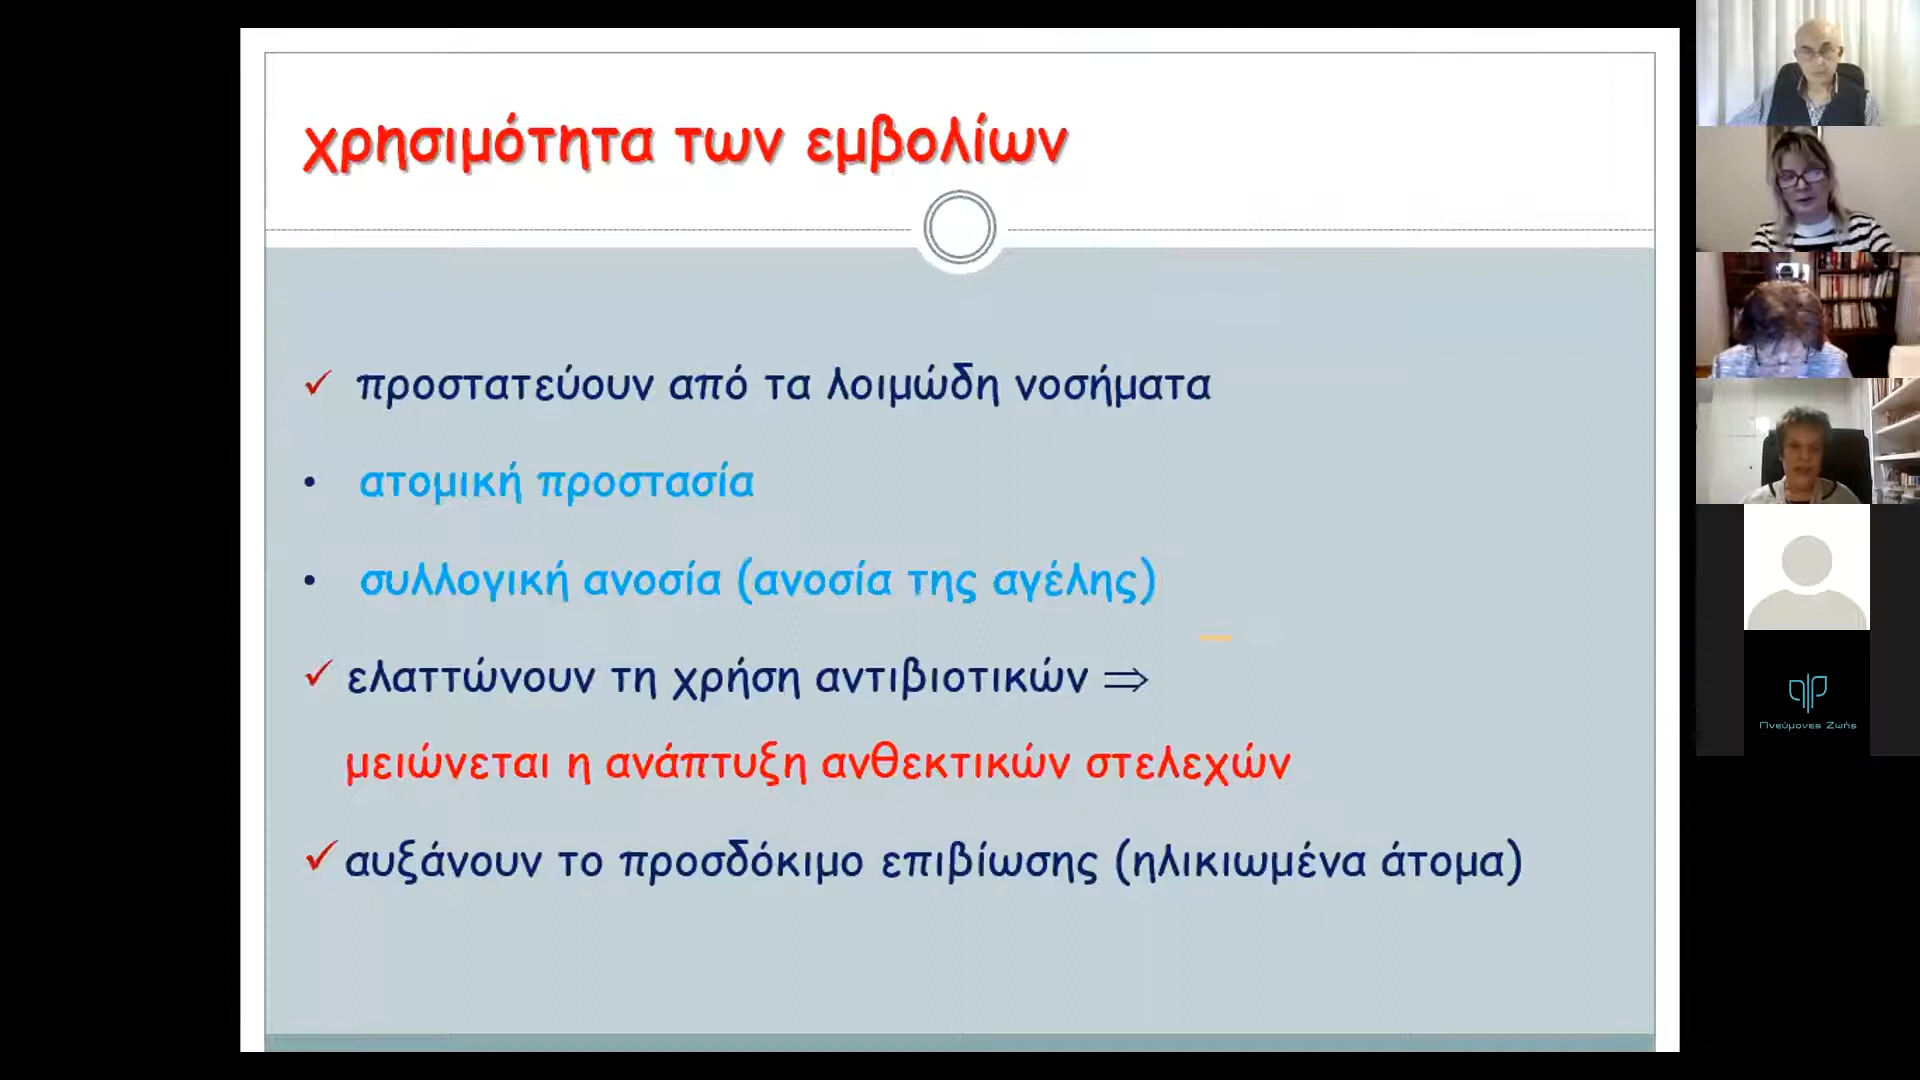 χρησιμότητα των εμβολίων
✓ προστατεύουν από τα λοιμώδη νοσήματα
• ατομική προστασία
• συλλογική ανοσία (ανοσία της αγέλης)
✓ ελαττώνουν τη χρήση αντιβιοτικών ⇒
μειώνεται η ανάπτυξη ανθεκτικών στελεχών
✓ αυξάνουν το προσδόκιμο επιβίωσης (ηλικιωμένα άτομα)
Πνεύμονες Ζωής